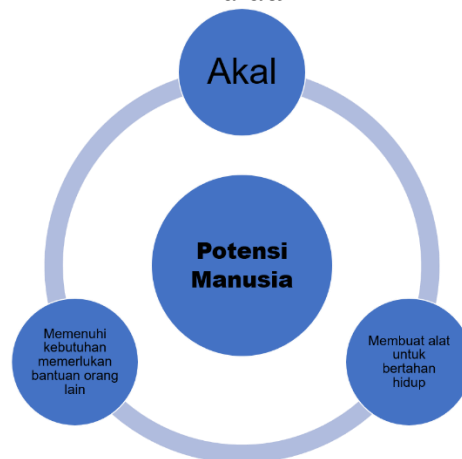 Akal
Potensi
Manusia
Memenuhi
kebutuhan
memerlukan
bantuan orang
lain
Membuat alat
untuk
bertahan
hidup